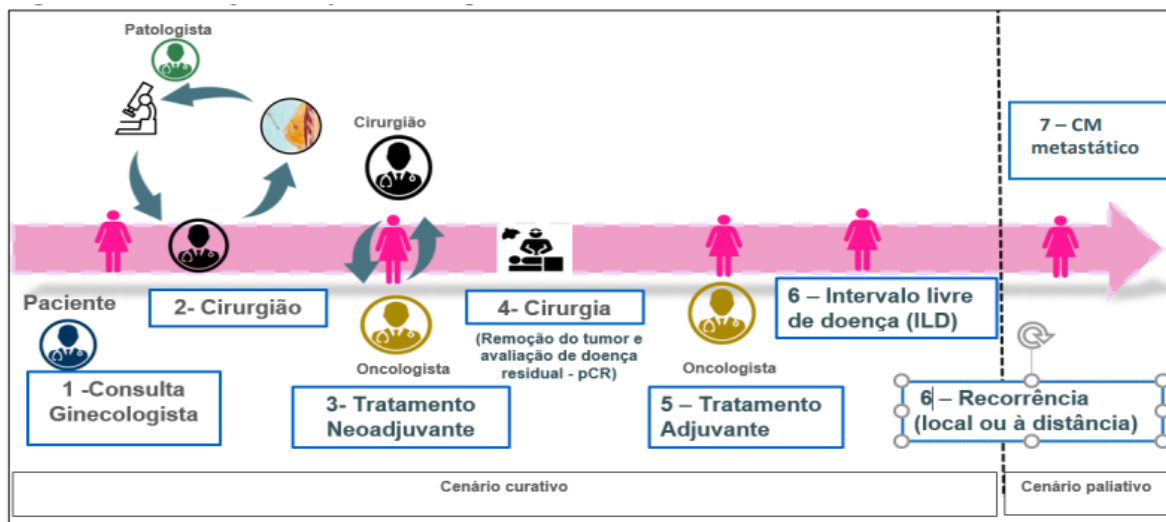 Patologista
Cirurgião
7 – CM
metastático
Paciente
2- Cirurgião
4- Cirurgia
(Remoção do tumor e
avaliação de doença
residual - pCR)
6 – Intervalo livre
de doença (ILD)
1 -Consulta
Ginecologista
Oncologista
3- Tratamento
Neoadjuvante
Oncologista
5 – Tratamento
Adjuvante
6 – Recorrência
(local ou à distância)
Cenário curativo
Cenário paliativo